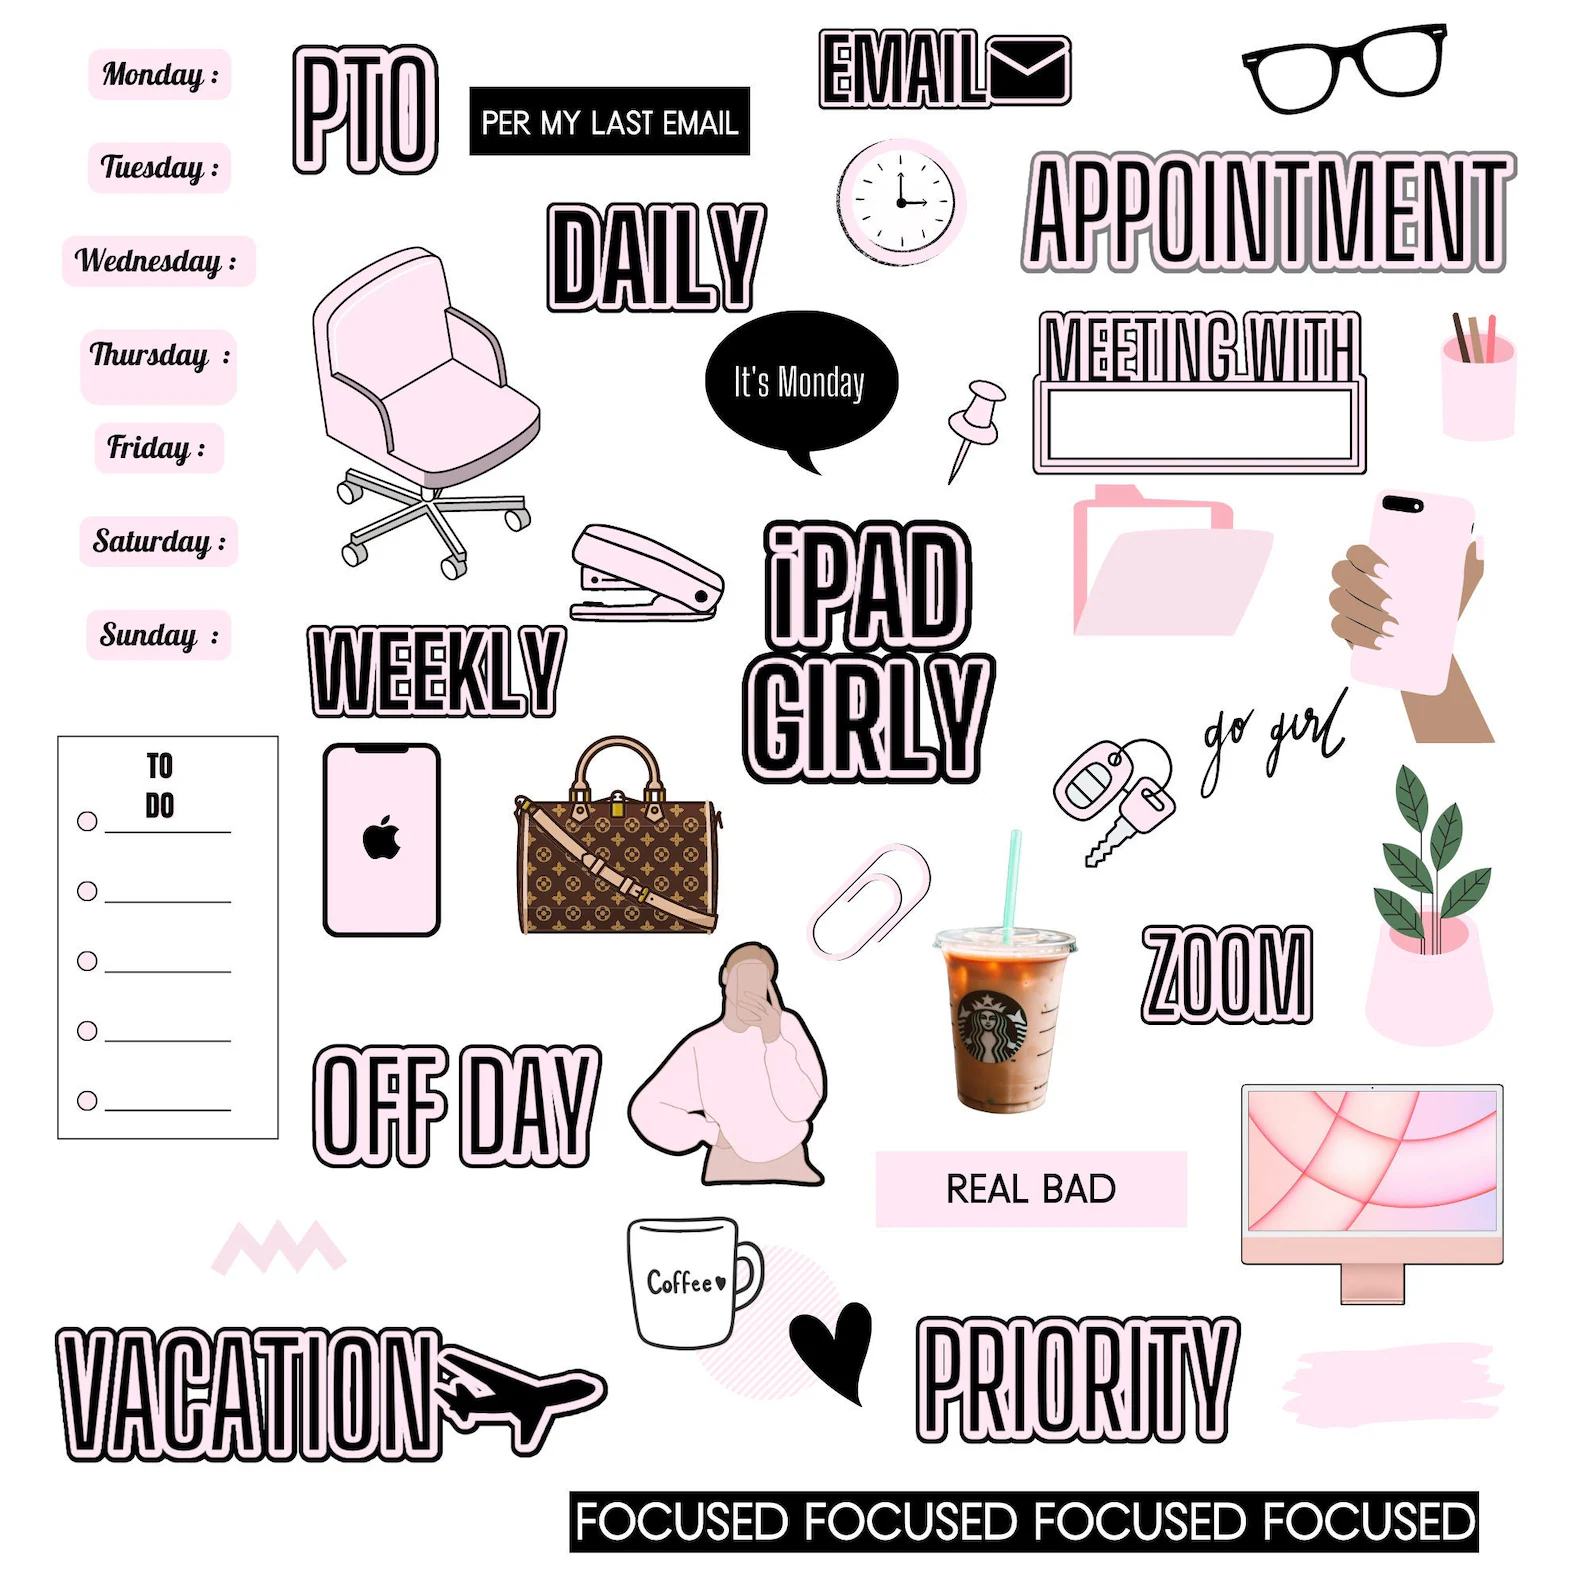 Monday :
Tuesday :
Wednesday :
Thursday :
Friday :
Saturday :
Sunday :
PTO
PER MY LAST EMAIL
EMAIL
DAILY
APPOINTMENT
It's Monday
MEETING WITH
WEEKLY
iPAD
GIRLY
go girl
TO
DO
ZOOM
OFF DAY
REAL BAD
Coffee
VACATION
PRIORITY
FOCUSED FOCUSED FOCUSED FOCUSED